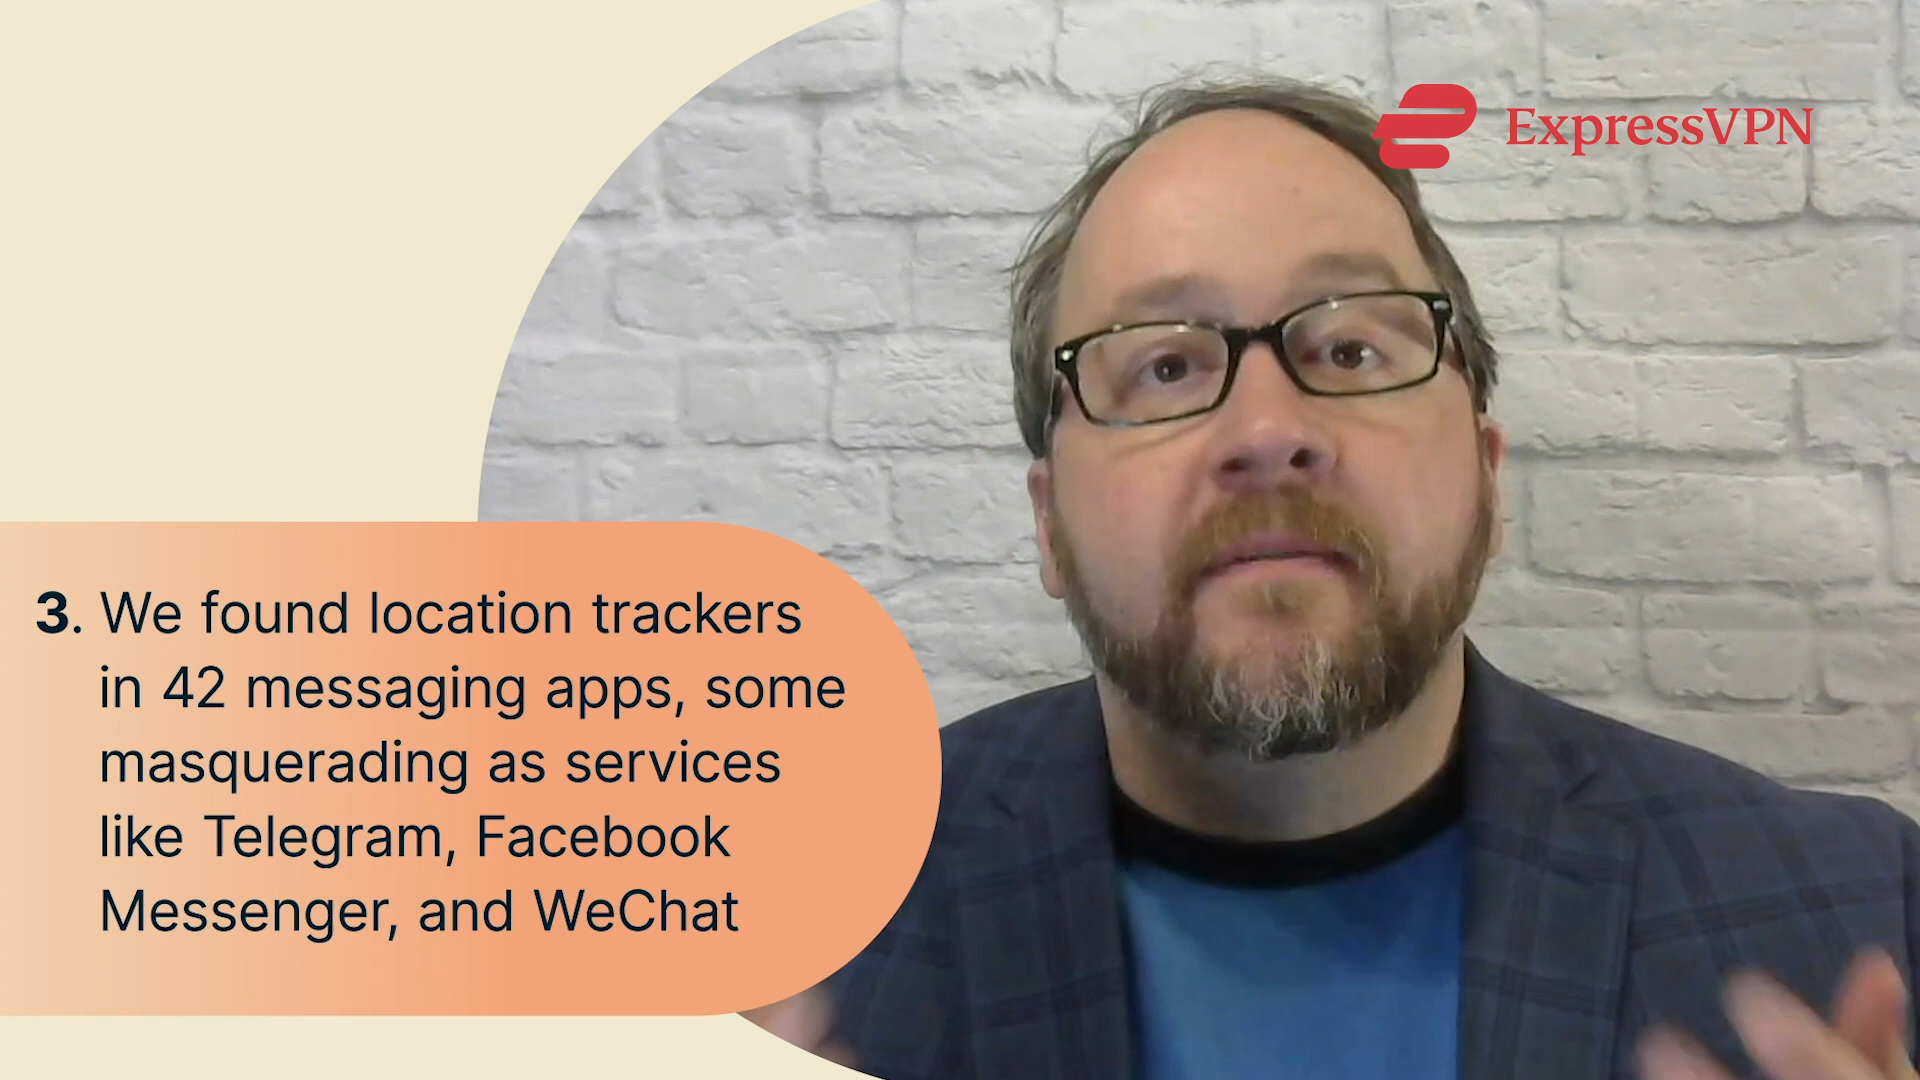 ExpressVPN
3. We found location trackers
in 42 messaging apps, some
masquerading as services
like Telegram, Facebook
Messenger, and WeChat